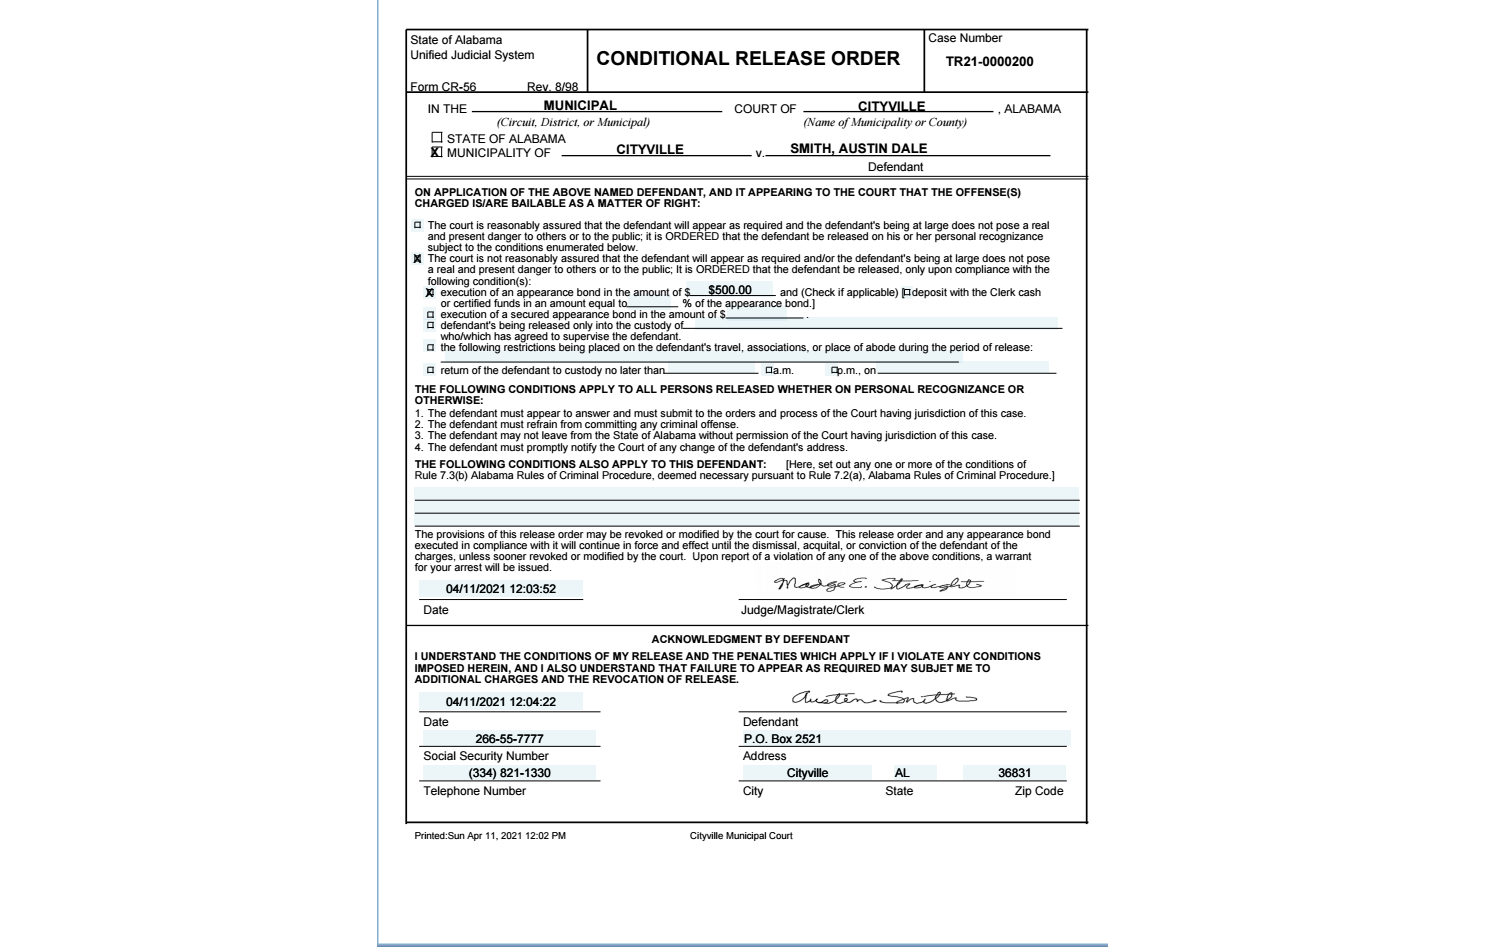 State of Alabama
Unified Judicial System
Form CR-56 Rev. 8/98
CONDITIONAL RELEASE ORDER
Case Number
TR21-0000200
IN THE MUNICIPAL COURT OF CITYVILLE , ALABAMA
(Circuit, District, or Municipal) (Name of Municipality or County)
STATE OF ALABAMA
X MUNICIPALITY OF CITYVILLE v. SMITH, AUSTIN DALE
Defendant
ON APPLICATION OF THE ABOVE NAMED DEFENDANT, AND IT APPEARING TO THE COURT THAT THE OFFENSE(S)
CHARGED IS/ARE BAILABLE AS A MATTER OF RIGHT:
The court is reasonably assured that the defendant will appear as required and the defendant's being at large does not pose a real
and present danger to others or to the public; it is ORDERED that the defendant be released on his or her personal recognizance
subject to the conditions enumerated below.
X The court is not reasonably assured that the defendant will appear as required and/or the defendant's being at large does not pose
a real and present danger to others or to the public; It is ORDERED that the defendant be released, only upon compliance with the
following condition(s):
X execution of an appearance bond in the amount of $ $500.00 and (Check if applicable) [ deposit with the Clerk cash
or certified funds in an amount equal to % of the appearance bond.]
execution of a secured appearance bond in the amount of $ .
defendant's being released only into the custody of
who/which has agreed to supervise the defendant.
the following restrictions being placed on the defendant's travel, associations, or place of abode during the period of release:
return of the defendant to custody no later than a.m. p.m., on
THE FOLLOWING CONDITIONS APPLY TO ALL PERSONS RELEASED WHETHER ON PERSONAL RECOGNIZANCE OR
OTHERWISE:
1. The defendant must appear to answer and must submit to the orders and process of the Court having jurisdiction of this case.
2. The defendant must refrain from committing any criminal offense.
3. The defendant may not leave from the State of Alabama without permission of the Court having jurisdiction of this case.
4. The defendant must promptly notify the Court of any change of the defendant's address.
THE FOLLOWING CONDITIONS ALSO APPLY TO THIS DEFENDANT: [Here, set out any one or more of the conditions of
Rule 7.3(b) Alabama Rules of Criminal Procedure, deemed necessary pursuant to Rule 7.2(a), Alabama Rules of Criminal Procedure.]
The provisions of this release order may be revoked or modified by the court for cause. This release order and any appearance bond
executed in compliance with it will continue in force and effect until the dismissal, acquital, or conviction of the defendant of the
charges, unless sooner revoked or modified by the court. Upon report of a violation of any one of the above conditions, a warrant
for your arrest will be issued.
04/11/2021 12:03:52 Madge E. Straight
Date Judge/Magistrate/Clerk
ACKNOWLEDGMENT BY DEFENDANT
I UNDERSTAND THE CONDITIONS OF MY RELEASE AND THE PENALTIES WHICH APPLY IF I VIOLATE ANY CONDITIONS
IMPOSED HEREIN, AND I ALSO UNDERSTAND THAT FAILURE TO APPEAR AS REQUIRED MAY SUBJET ME TO
ADDITIONAL CHARGES AND THE REVOCATION OF RELEASE.
04/11/2021 12:04:22 Austen Smith
Date Defendant
266-55-7777 P.O. Box 2521
Social Security Number Address
(334) 821-1330 Cityville AL 36831
Telephone Number City State Zip Code
Printed:Sun Apr 11, 2021 12:02 PM Cityville Municipal Court